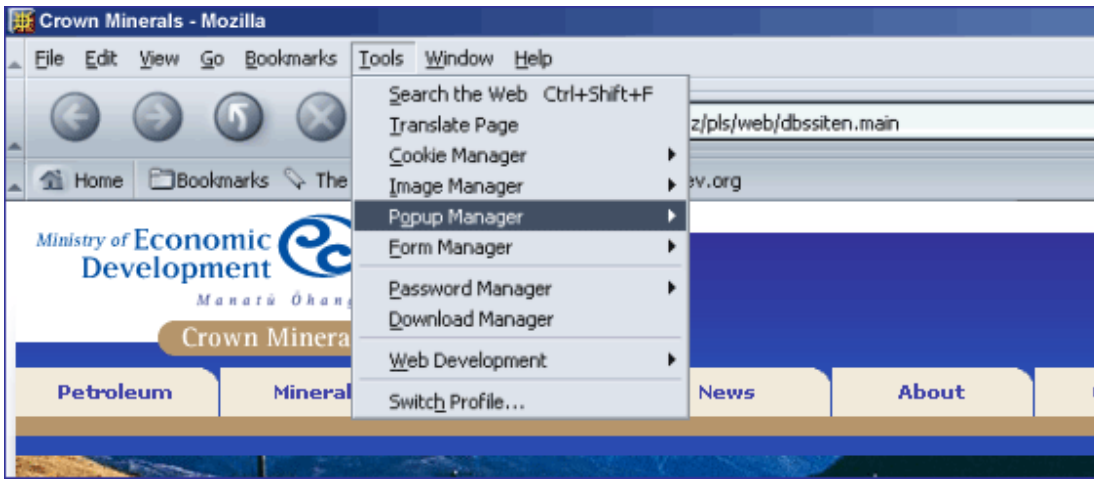 Crown Minerals - Mozilla
File Edit View Go Bookmarks Tools Window Help
Search the Web Ctrl+Shift+F
Translate Page
z/pls/web/dbssiten.main
Cookie Manager
Home Bookmarks The
Image Manager
ev.org
Popup Manager
Form Manager
Password Manager
Download Manager
Web Development
Switch Profile...
Ministry of Economic
Development
Manatū Ōhang
Crown Minera
Petroleum Mineral News About